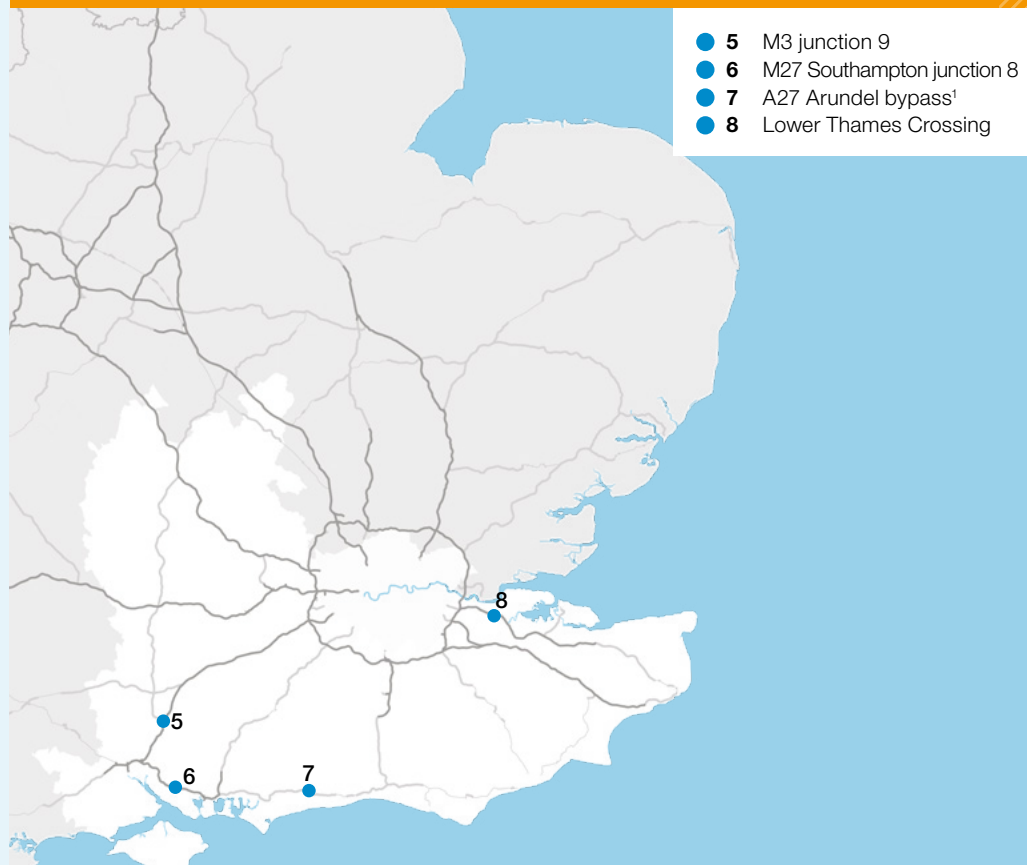 5 M3 junction 9
6 M27 Southampton junction 8
7 A27 Arundel bypass¹
8 Lower Thames Crossing
8
5
6
7